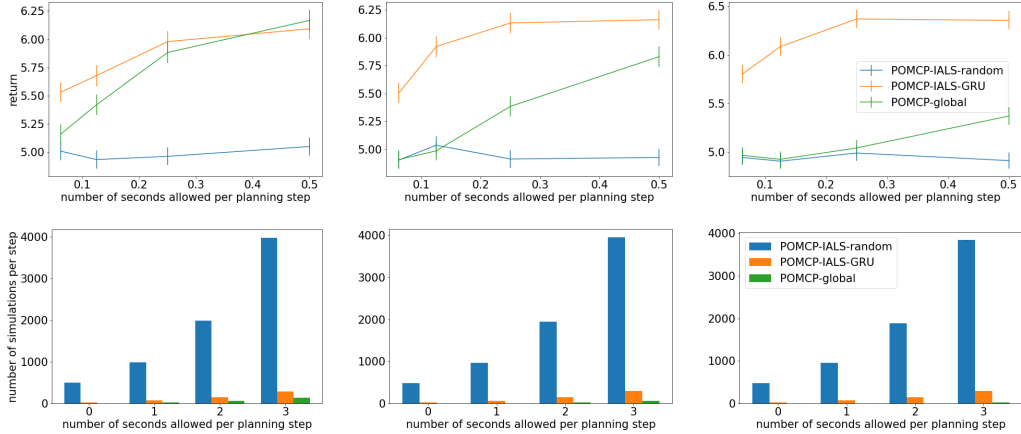 6.25
6.00
5.75
5.50
5.25
5.00
return
0.1 0.2 0.3 0.4 0.5
number of seconds allowed per planning step
6.25
6.00
5.75
5.50
5.25
5.00
0.1 0.2 0.3 0.4 0.5
number of seconds allowed per planning step
6.5
6.0
5.5
5.0
POMCP-IALS-random
POMCP-IALS-GRU
POMCP-global
0.1 0.2 0.3 0.4 0.5
number of seconds allowed per planning step
4000
3000
2000
1000
0
number of simulations per step
0 1 2 3
number of seconds allowed per planning step
4000
3000
2000
1000
0
0 1 2 3
number of seconds allowed per planning step
4000
3000
2000
1000
0
POMCP-IALS-random
POMCP-IALS-GRU
POMCP-global
0 1 2 3
number of seconds allowed per planning step